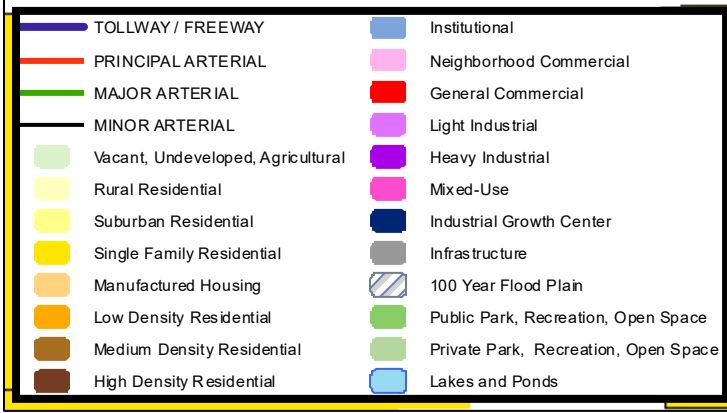 TOLLWAY / FREEWAY
PRINCIPAL ARTERIAL
MAJOR ARTERIAL
MINOR ARTERIAL
Vacant, Undeveloped, Agricultural
Rural Residential
Suburban Residential
Single Family Residential
Manufactured Housing
Low Density Residential
Medium Density Residential
High Density Residential
Institutional
Neighborhood Commercial
General Commercial
Light Industrial
Heavy Industrial
Mixed-Use
Industrial Growth Center
Infrastructure
100 Year Flood Plain
Public Park, Recreation, Open Space
Private Park, Recreation, Open Space
Lakes and Ponds